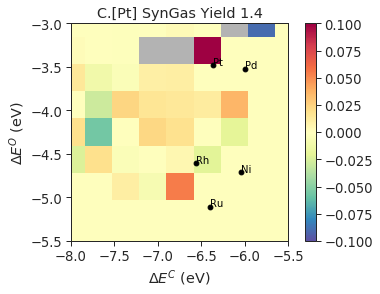 C.[Pt] SynGas Yield 1.4
ΔE^O (eV)
−3.0
−3.5
−4.0
−4.5
−5.0
−5.5
Pt
Pd
Rh
Ni
Ru
−8.0 −7.5 −7.0 −6.5 −6.0 −5.5
ΔE^C (eV)
0.100
0.075
0.050
0.025
0.000
−0.025
−0.050
−0.075
−0.100